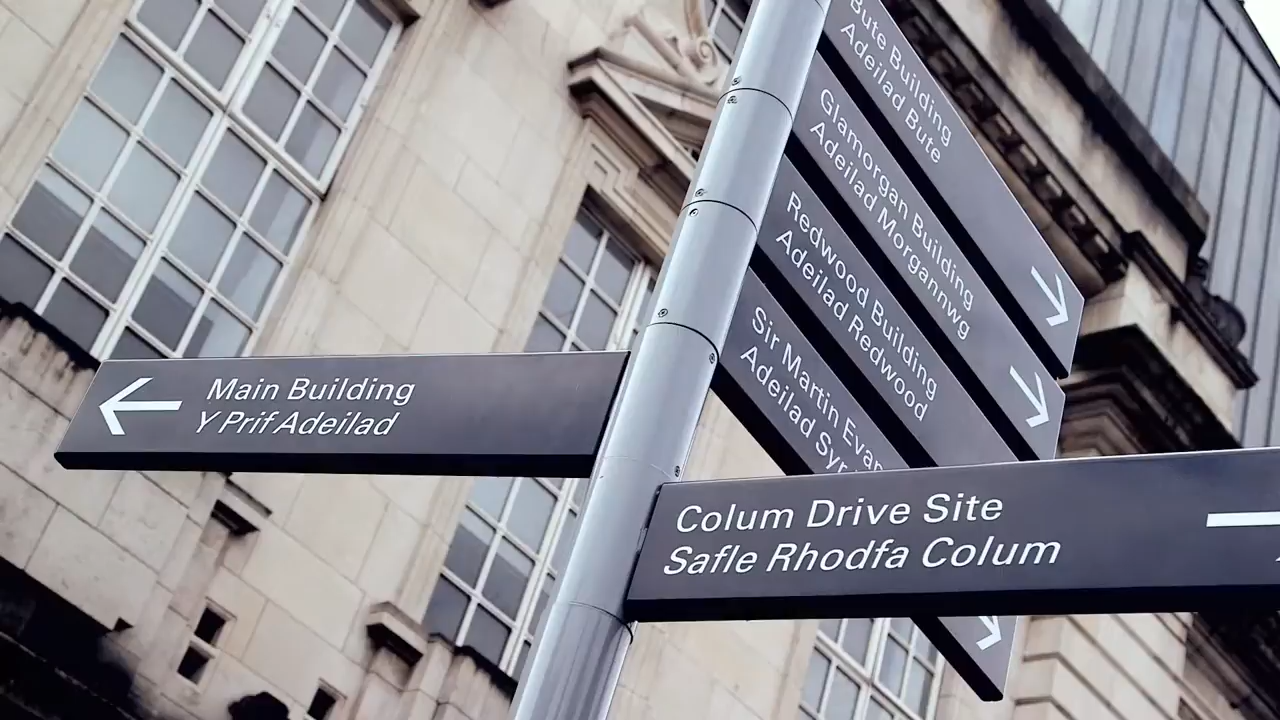 Bute Building
Adeilad Bute
Glamorgan Building
Adeilad Morgannwg
Redwood Building
Adeilad Redwood
Sir Martin
Adeilad
Main Building
Y Prif Adeilad
Colum Drive Site
Safle Rhodfa Colum